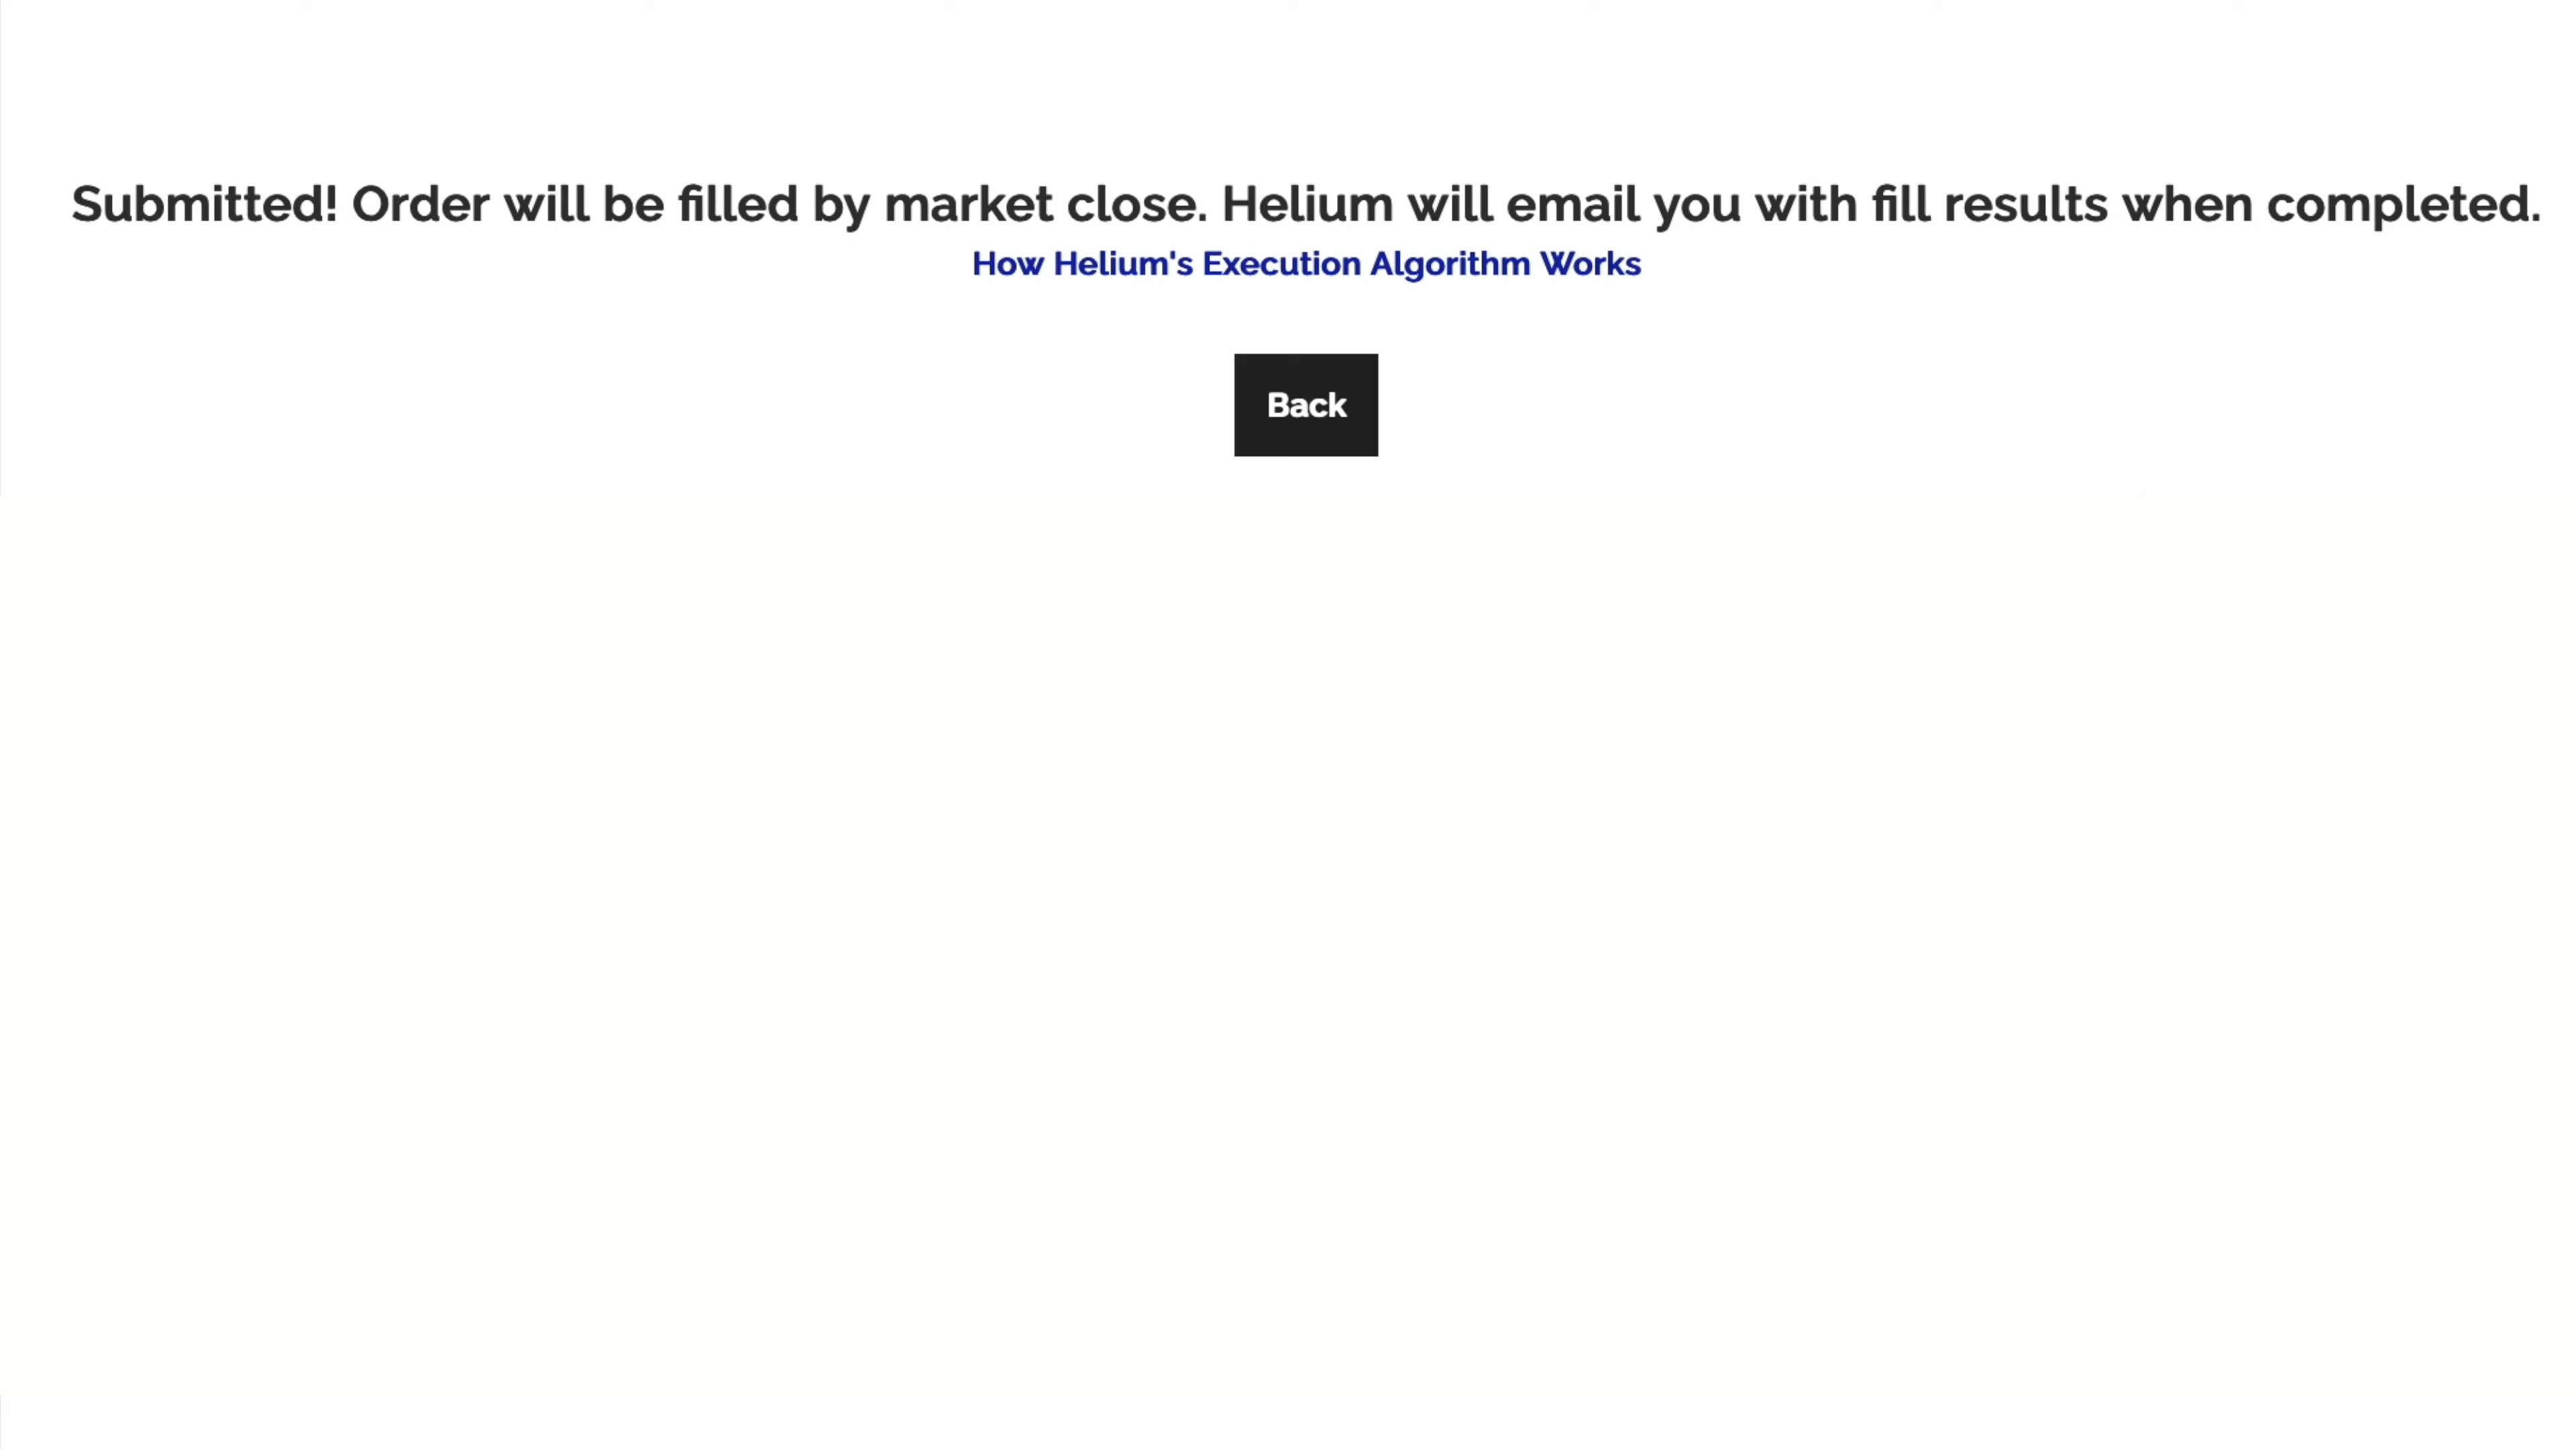 Submitted! Order will be filled by market close. Helium will email you with fill results when completed.
How Helium's Execution Algorithm Works
Back